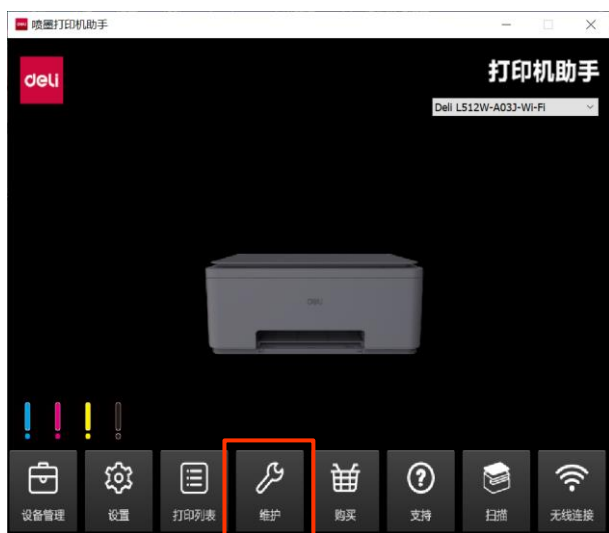 喷墨打印机助手
deli
打印机助手
Deli L512W-A03J-Wi-Fi
deli
设备管理
设置
打印列表
维护
购买
支持
扫描
无线连接